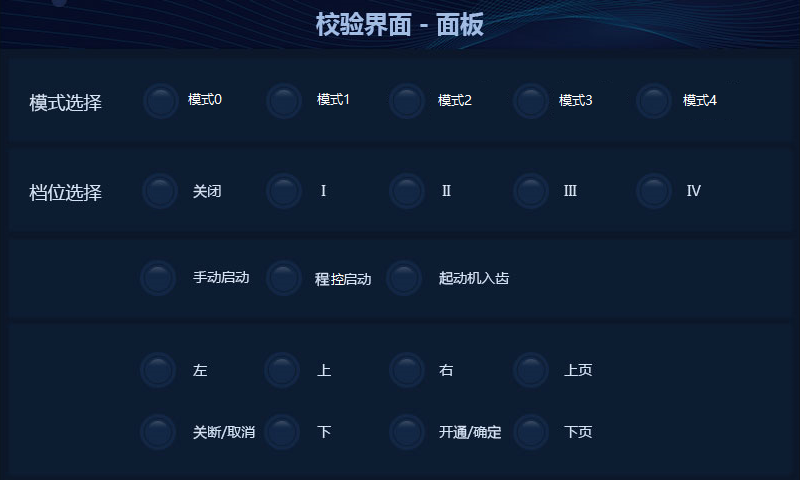 校验界面 - 面板
模式选择 模式0 模式1 模式2 模式3 模式4
档位选择 关闭 I II III IV
手动启动 程控启动 起动机入齿
左 上 右 上页
关断/取消 下 开通/确定 下页